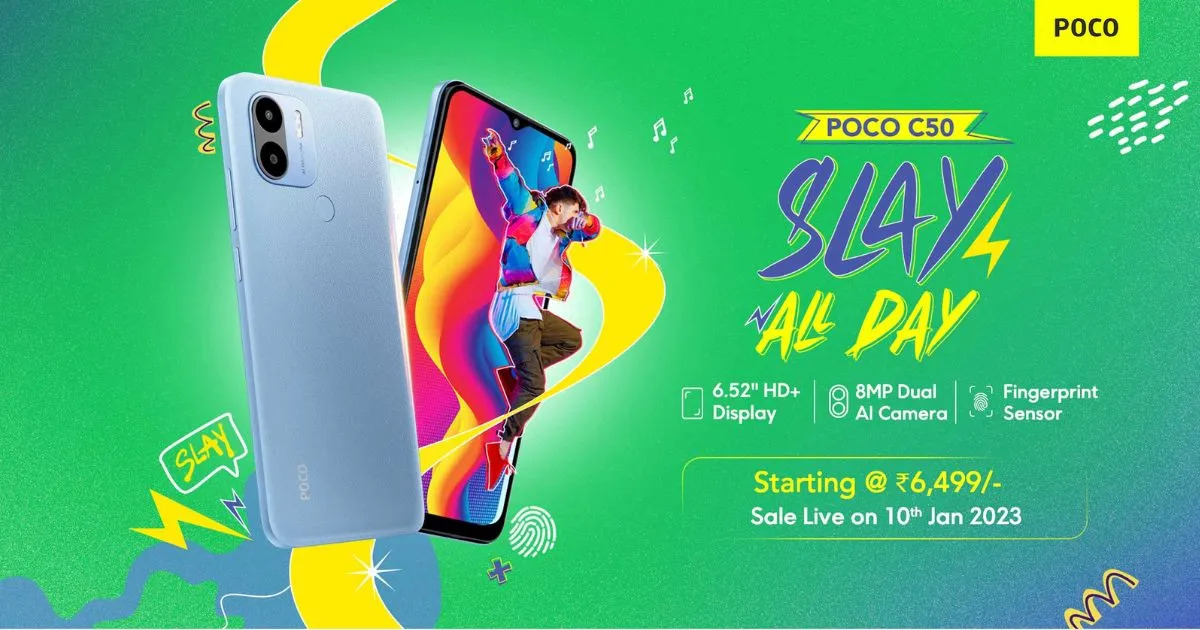 POCO
POCO C50
SLAY
ALL DAY
6.52" HD+
Display
8MP Dual
AI Camera
Fingerprint
Sensor
Starting @ ₹6,499/-
Sale Live on 10th Jan 2023
SLAY
POCO